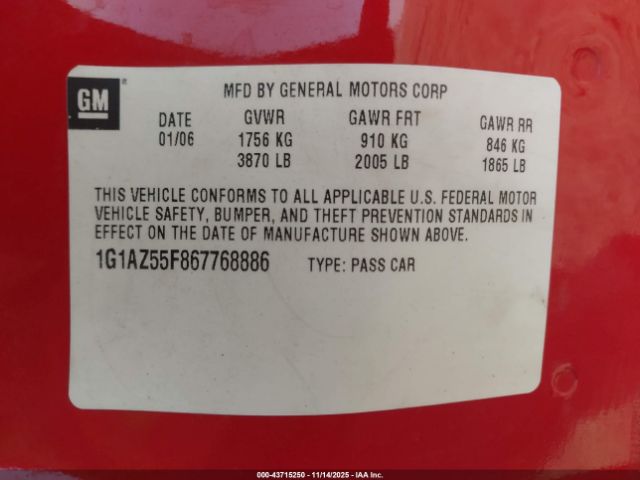 GM
MFD BY GENERAL MOTORS CORP
DATE GVWR GAWR FRT GAWR RR
01/06 1756 KG 910 KG 846 KG
3870 LB 2005 LB 1865 LB
THIS VEHICLE CONFORMS TO ALL APPLICABLE U.S. FEDERAL MOTOR
VEHICLE SAFETY, BUMPER, AND THEFT PREVENTION STANDARDS IN
EFFECT ON THE DATE OF MANUFACTURE SHOWN ABOVE.
1G1AZ55F867768886 TYPE: PASS CAR
000-43715250 - 11/14/2025 - IAA Inc.